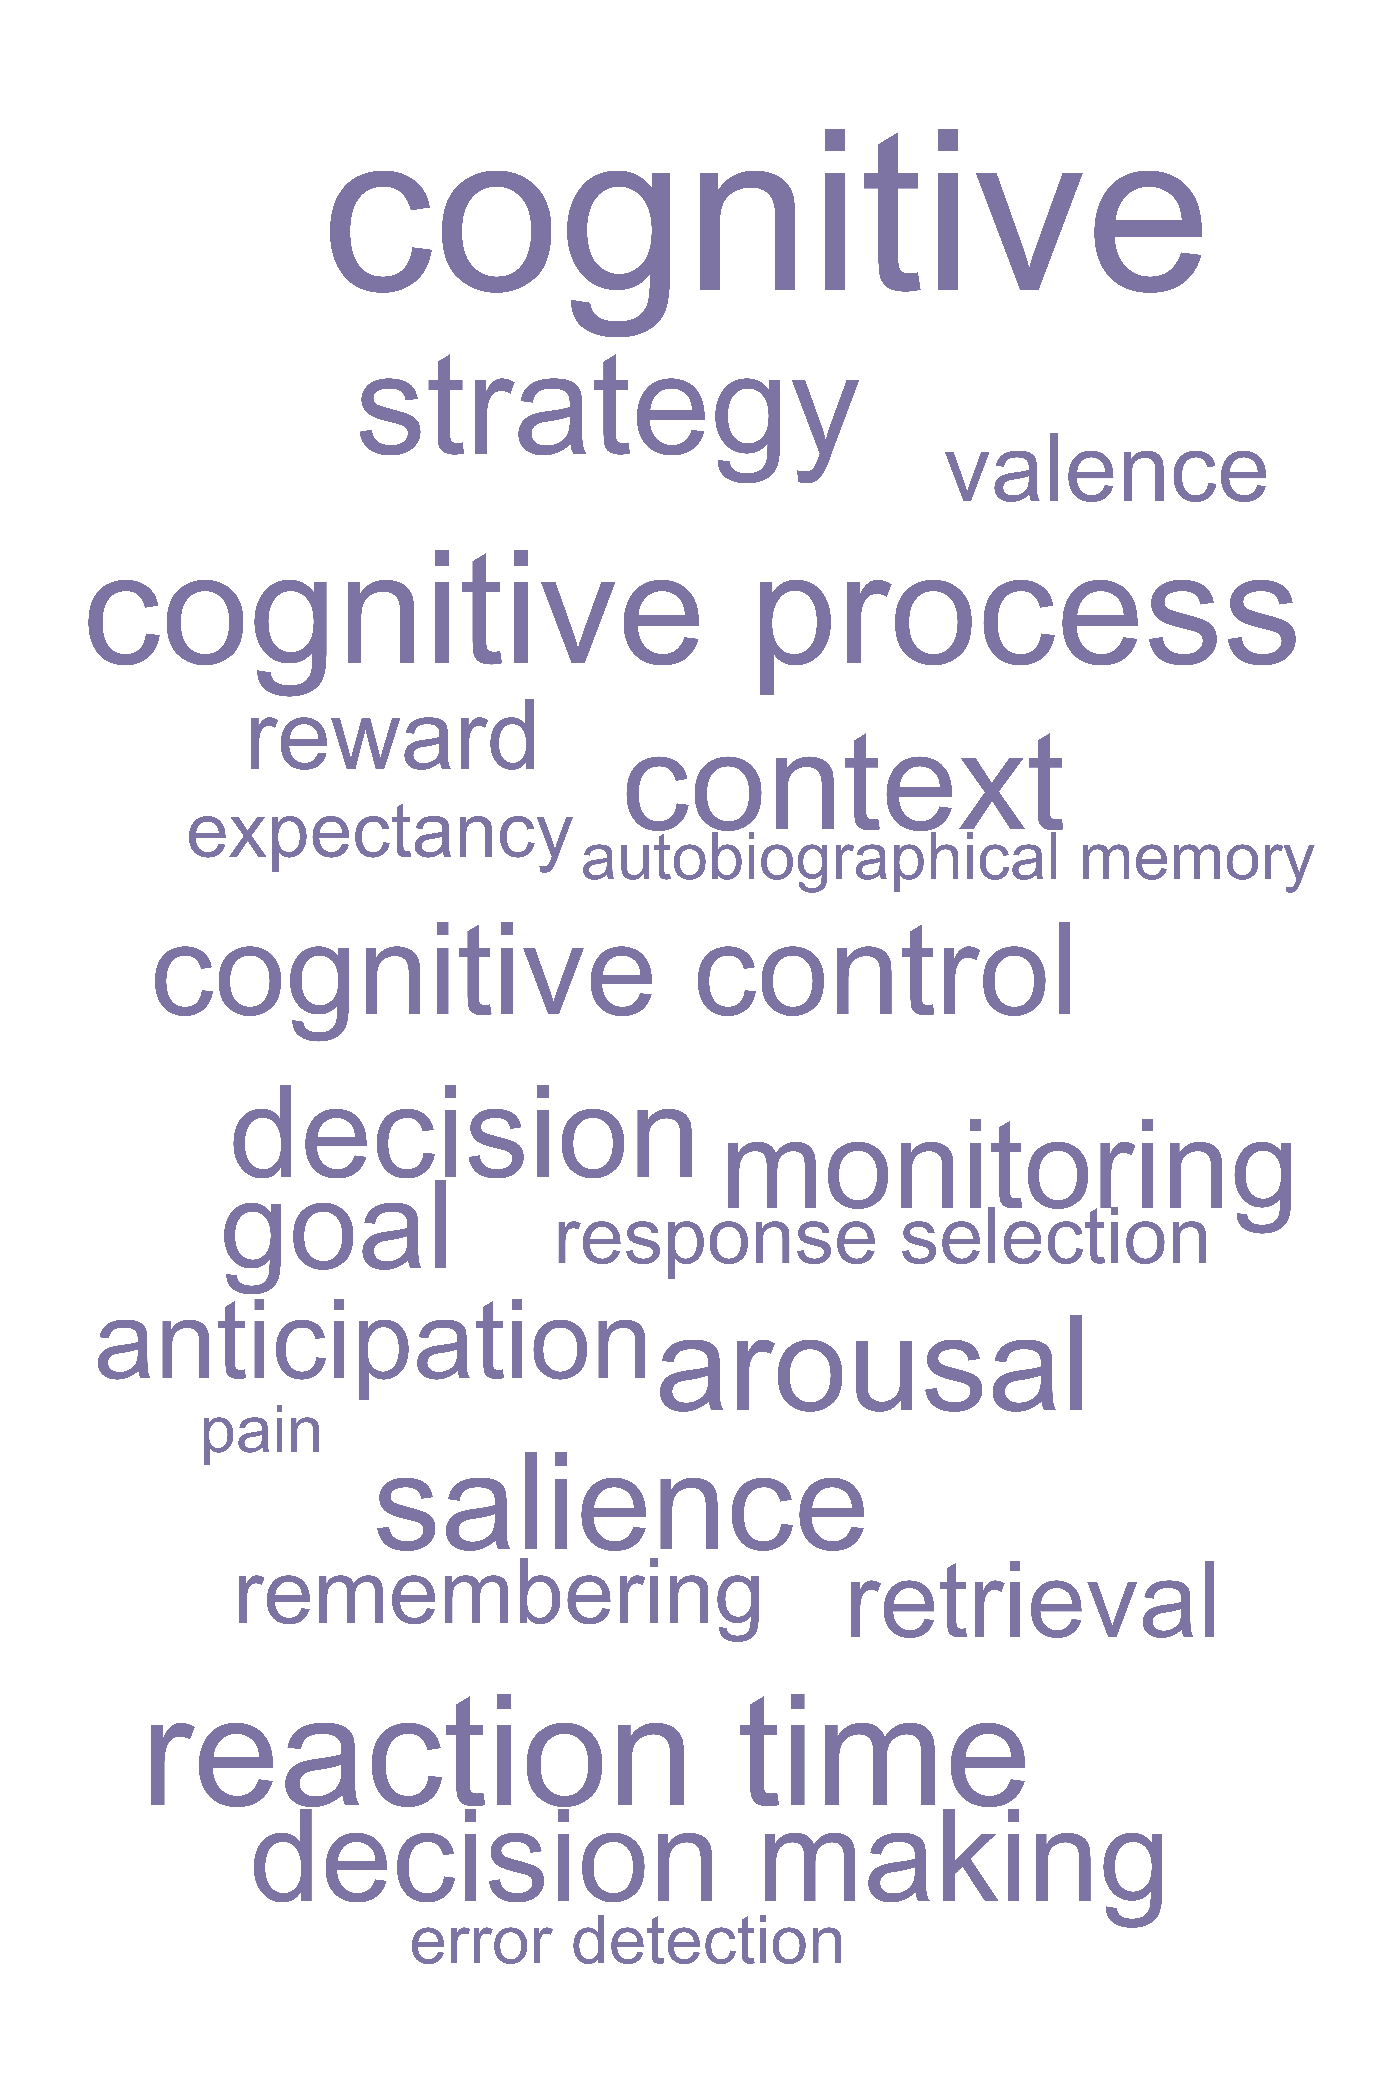 cognitive
strategy
valence
cognitive process
reward
context
expectancy
autobiographical memory
cognitive control
decision
monitoring
goal
response selection
anticipation
arousal
pain
salience
remembering
retrieval
reaction time
decision making
error detection